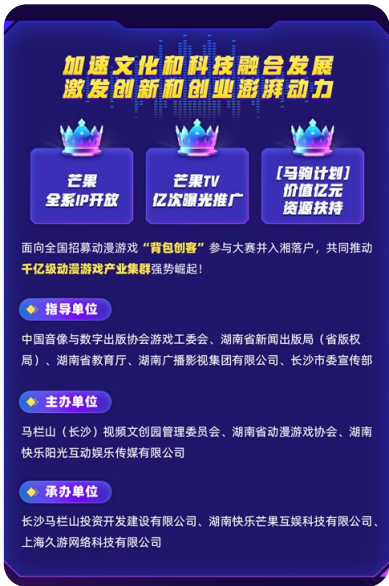 加速文化和科技融合发展
激发创新和创业澎湃动力
芒果
全系IP开放
芒果TV
亿次曝光推广
[马驹计划]
价值亿元
资源扶持
面向全国招募动漫游戏“背包创客”参与大赛并入湘落户，共同推动
千亿级动漫游戏产业集群强势崛起！
指导单位
中国音像与数字出版协会游戏工委会、湖南省新闻出版局（省版权
局）、湖南省教育厅、湖南广播影视集团有限公司、长沙市委宣传部
主办单位
马栏山（长沙）视频文创园管理委员会、湖南省动漫游戏协会、湖南
快乐阳光互动娱乐传媒有限公司
承办单位
长沙马栏山投资开发建设有限公司、湖南快乐芒果互娱科技有限公司、
上海久游网络科技有限公司